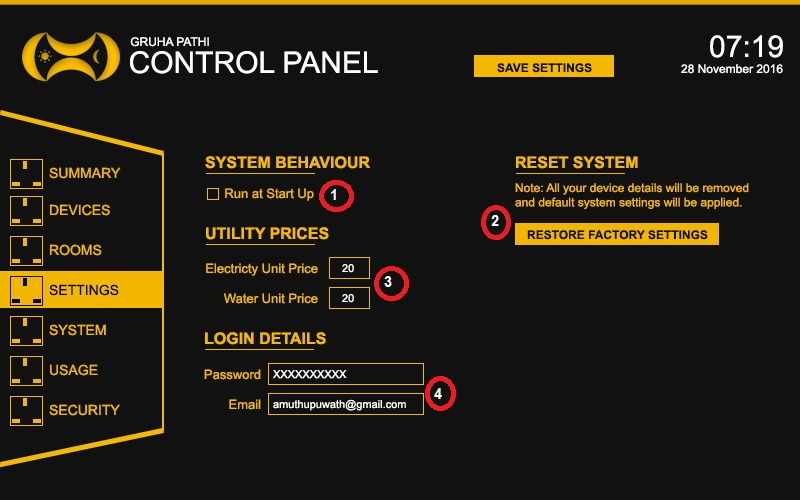 GRUHA PATHI
CONTROL PANEL
SAVE SETTINGS
07:19
28 November 2016
SUMMARY
DEVICES
ROOMS
SETTINGS
SYSTEM
USAGE
SECURITY
SYSTEM BEHAVIOUR
Run at Start Up 1
UTILITY PRICES
Electricty Unit Price 20
3
Water Unit Price 20
LOGIN DETAILS
Password XXXXXXXXXX
4
Email amuthupuwath@gmail.com
RESET SYSTEM
Note: All your device details will be removed
and default system settings will be applied.
2
RESTORE FACTORY SETTINGS